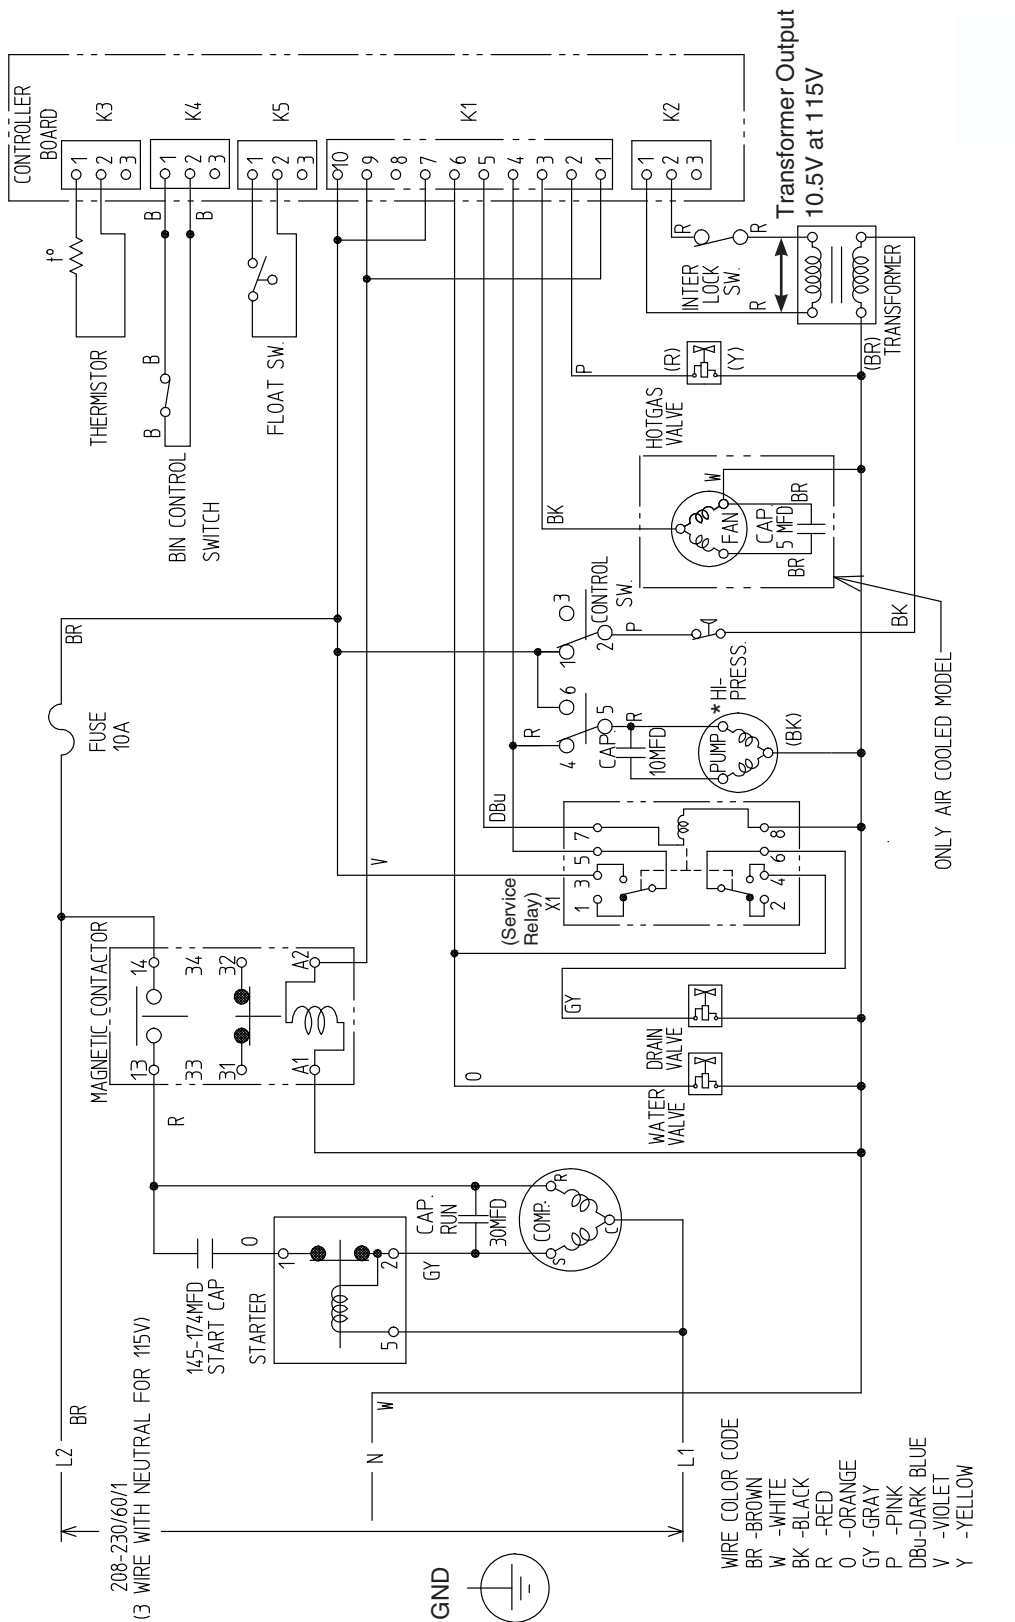 208-230/60/1
(3 WIRE WITH NEUTRAL FOR 115V)
L2
BR
N
W
L1
GND
WIRE COLOR CODE
BR -BROWN
W -WHITE
BK -BLACK
R -RED
O -ORANGE
GY -GRAY
P -PINK
DBu-DARK BLUE
V -VIOLET
Y -YELLOW
145-174MFD
START CAP
O
STARTER
1
2
5
GY
CAP.
RUN
30MFD
COMP.
S
R
C
R
MAGNETIC CONTACTOR
13
14
33
34
31
32
A1
A2
V
FUSE
10A
BR
WATER
VALVE
O
DRAIN
VALVE
GY
(Service
Relay)
X1
1
3
5
7
2
4
6
8
DBu
R
4
6
5
CAP.
10MFD
R
PUMP
(BK)
*HI-
PRESS.
1
3
2
CONTROL
SW.
P
BK
ONLY AIR COOLED MODEL
BK
FAN
W
CAP.
5 MFD
BR
BR
HOTGAS
VALVE
P
(R)
(Y)
(BR)
TRANSFORMER
INTER
LOCK
SW.
R
R
R
Transformer Output
10.5V at 115V
THERMISTOR
t°
BIN CONTROL
SWITCH
B
B
B
B
FLOAT SW.
CONTROLLER
BOARD
K3
1
2
3
K4
1
2
3
K5
1
2
3
K1
10
9
8
7
6
5
4
3
2
1
K2
1
2
3